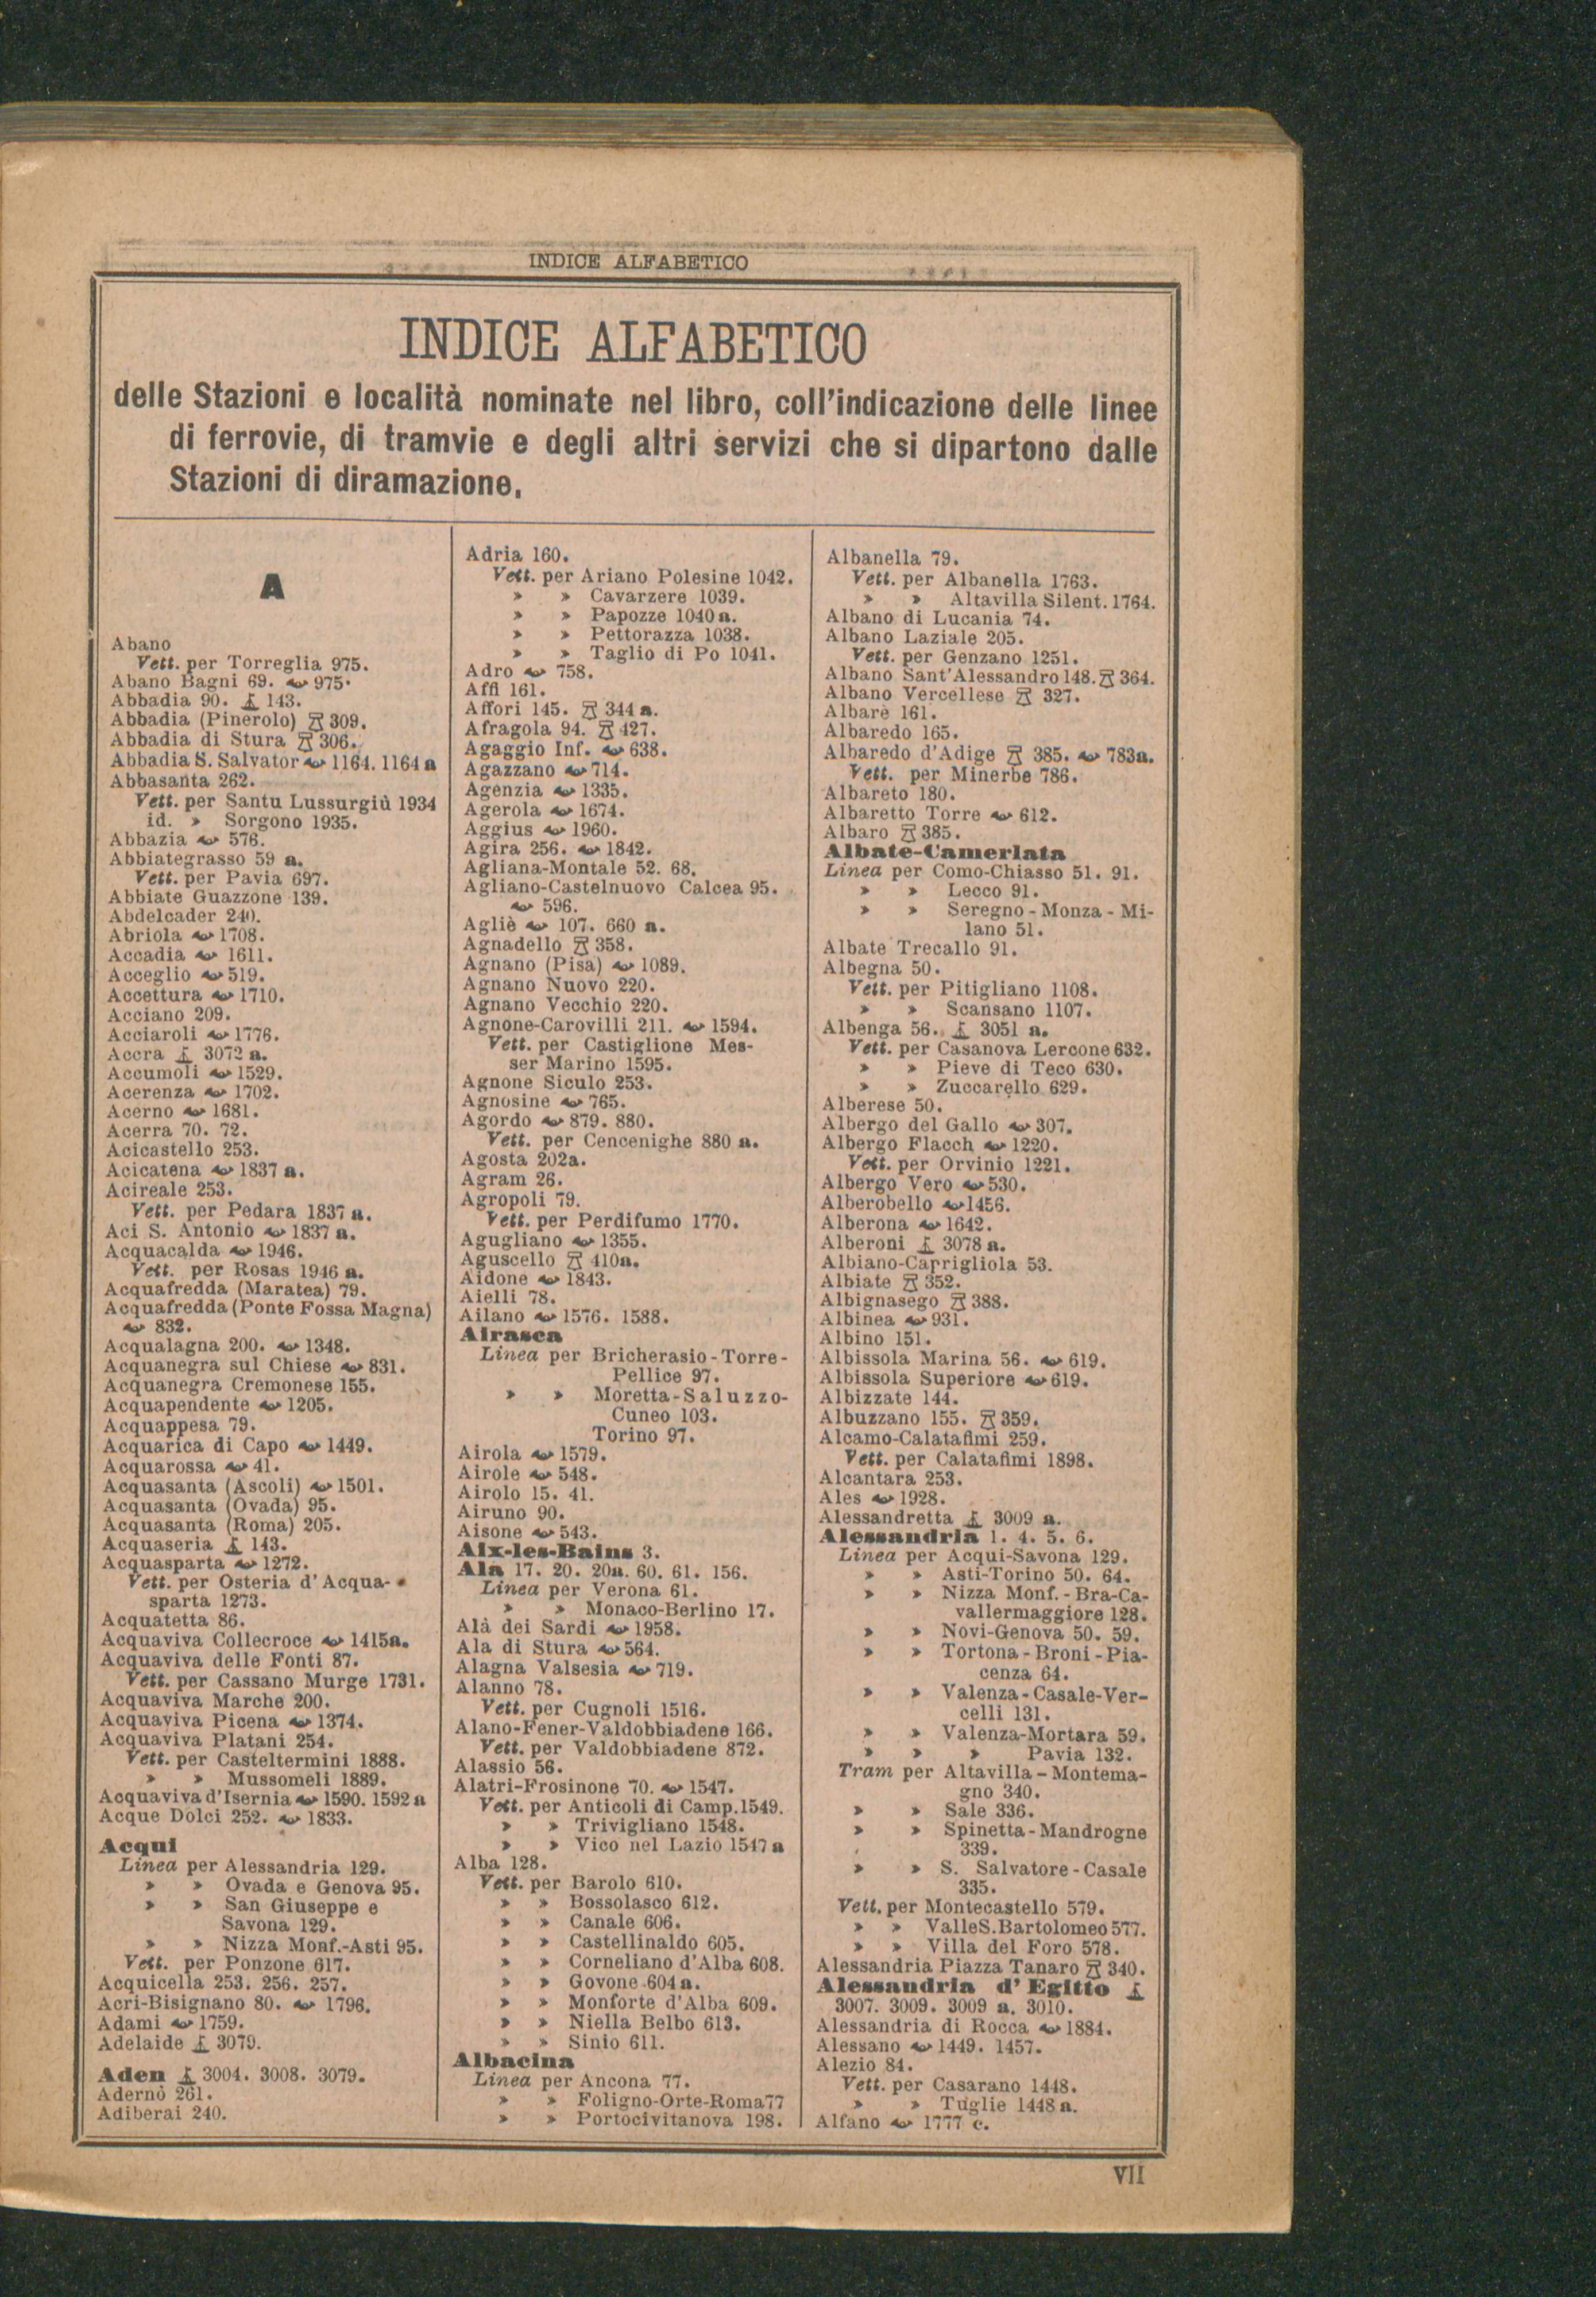 INDICE ALFABETICO
INDICE ALFABETICO
delle Stazioni e località nominate nel libro, coll'indicazione delle linee
di ferrovie, di tramvie e degli altri servizi che si dipartono dalle
Stazioni di diramazione.
A
Abano
Vett. per Torreglia 975.
Abano Bagni 69. 975.
Abbadia 90. 143.
Abbadia (Pinerolo) 309.
Abbadia di Stura 306.
Abbadia S. Salvator 1164. 1164 a
Abbasanta 262.
Vett. per Santu Lussurgiù 1934
id. » Sorgono 1935.
Abbazia 576.
Abbiategrasso 59 a.
Vett. per Pavia 697.
Abbiate Guazzone 139.
Abdelcader 240.
Abriola 1708.
Accadia 1611.
Acceglio 519.
Accettura 1710.
Acciano 209.
Acciaroli 1776.
Accra 3072 a.
Accumoli 1529.
Acerenza 1702.
Acerno 1681.
Acerra 70. 72.
Acicastello 253.
Acicatena 1837 a.
Acireale 253.
Vett. per Pedara 1837 a.
Aci S. Antonio 1837 a.
Acquacalda 1946.
Vett. per Rosas 1946 a.
Acquafredda (Maratea) 79.
Acquafredda (Ponte Fossa Magna)
832.
Acqualagna 200. 1348.
Acquanegra sul Chiese 831.
Acquanegra Cremonese 155.
Acquapendente 1205.
Acquappesa 79.
Acquarica di Capo 1449.
Acquarossa 41.
Acquasanta (Ascoli) 1501.
Acquasanta (Ovada) 95.
Acquasanta (Roma) 205.
Acquaseria 143.
Acquasparta 1272.
Vett. per Osteria d'Acqua-
sparta 1273.
Acquatetta 86.
Acquaviva Collecroce 1415a.
Acquaviva delle Fonti 87.
Vett. per Cassano Murge 1731.
Acquaviva Marche 200.
Acquaviva Picena 1374.
Acquaviva Platani 254.
Vett. per Casteltermini 1888.
» » Mussomeli 1889.
Acquaviva d'Isernia 1590. 1592 a
Acque Dolci 252. 1833.
Acqui
Linea per Alessandria 129.
» » Ovada e Genova 95.
» » San Giuseppe e
Savona 129.
» » Nizza Monf.-Asti 95.
Vett. per Ponzone 617.
Acquicella 253. 256. 257.
Acri-Bisignano 80. 1796.
Adami 1759.
Adelaide 3079.
Aden 3004. 3008. 3079.
Adernò 261.
Adiberai 240.
Adria 160.
Vett. per Ariano Polesine 1042.
» » Cavarzere 1039.
» » Papozze 1040 a.
» » Pettorazza 1038.
» » Taglio di Po 1041.
Adro 758.
Affi 161.
Affori 145. 344 a.
Afragola 94. 427.
Agaggio Inf. 638.
Agazzano 714.
Agenzia 1335.
Agerola 1674.
Aggius 1960.
Agira 256. 1842.
Agliana-Montale 52. 68.
Agliano-Castelnuovo Calcea 95.
596.
Agliè 107. 660 a.
Agnadello 358.
Agnano (Pisa) 1089.
Agnano Nuovo 220.
Agnano Vecchio 220.
Agnone-Carovilli 211. 1594.
Vett. per Castiglione Mes-
ser Marino 1595.
Agnone Siculo 253.
Agnosine 765.
Agordo 879. 880.
Vett. per Cencenighe 880 a.
Agosta 202a.
Agram 26.
Agropoli 79.
Vett. per Perdifumo 1770.
Agugliano 1355.
Aguscello 410a.
Aidone 1843.
Aielli 78.
Ailano 1576. 1588.
Airasca
Linea per Bricherasio-Torre-
Pellice 97.
» » Moretta-Saluzzo-
Cuneo 103.
Torino 97.
Airola 1579.
Airole 548.
Airolo 15. 41.
Airuno 90.
Aisone 543.
Aix-les-Bains 3.
Ala 17. 20. 20a. 60. 61. 156.
Linea per Verona 61.
» » Monaco-Berlino 17.
Alà dei Sardi 1958.
Ala di Stura 564.
Alagna Valsesia 719.
Alanno 78.
Vett. per Cugnoli 1516.
Alano-Fener-Valdobbiadene 166.
Vett. per Valdobbiadene 872.
Alassio 56.
Alatri-Frosinone 70. 1547.
Vett. per Anticoli di Camp. 1549.
» » Trivigliano 1548.
» » Vico nel Lazio 1547 a
Alba 128.
Vett. per Barolo 610.
» » Bossolasco 612.
» » Canale 606.
» » Castellinaldo 605.
» » Corneliano d'Alba 608.
» » Govone 604 a.
» » Monforte d'Alba 609.
» » Niella Belbo 613.
» » Sinio 611.
Albacina
Linea per Ancona 77.
» » Foligno-Orte-Roma 77
» » Portocivitanova 198.
Albanella 79.
Vett. per Albanella 1763.
» » Altavilla Silent. 1764.
Albano di Lucania 74.
Albano Laziale 205.
Vett. per Genzano 1251.
Albano Sant'Alessandro 148. 364.
Albano Vercellese 327.
Albarè 161.
Albaredo 165.
Albaredo d'Adige 385. 783a.
Vett. per Minerbe 786.
Albareto 180.
Albaretto Torre 612.
Albaro 385.
Albate-Camerlata
Linea per Como-Chiasso 51. 91.
» » Lecco 91.
» » Seregno-Monza-Mi-
lano 51.
Albate Trecallo 91.
Albegna 50.
Vett. per Pitigliano 1108.
» » Scansano 1107.
Albenga 56. 3051 a.
Vett. per Casanova Lercone 632.
» » Pieve di Teco 630.
» » Zuccarello 629.
Alberese 50.
Albergo del Gallo 307.
Albergo Flacch 1220.
Vett. per Orvinio 1221.
Albergo Vero 530.
Alberobello 1456.
Alberona 1642.
Alberoni 3078 a.
Albiano-Caprigliola 53.
Albiate 352.
Albignasego 388.
Albinea 931.
Albino 151.
Albissola Marina 56. 619.
Albissola Superiore 619.
Albizzate 144.
Albuzzano 155. 359.
Alcamo-Calatafimi 259.
Vett. per Calatafimi 1898.
Alcantara 253.
Ales 1928.
Alessandretta 3009 a.
Alessandria 1. 4. 5. 6.
Linea per Acqui-Savona 129.
» » Asti-Torino 50. 64.
» » Nizza Monf.-Bra-Ca-
vallermaggiore 128.
» » Novi-Genova 50. 59.
» » Tortona-Broni-Pia-
cenza 64.
» » Valenza-Casale-Ver-
celli 131.
» » Valenza-Mortara 59.
» » » Pavia 132.
Tram per Altavilla-Montema-
gno 340.
» » Sale 336.
» » Spinetta-Mandrogne
339.
» » S. Salvatore-Casale
335.
Vett. per Montecastello 579.
» » Valle S. Bartolomeo 577.
» » Villa del Foro 578.
Alessandria Piazza Tanaro 340.
Alessandria d'Egitto
3007. 3009. 3009 a. 3010.
Alessandria di Rocca 1884.
Alessano 1449. 1457.
Alezio 84.
Vett. per Casarano 1448.
» » Tuglie 1448 a.
Alfano 1777 c.
VII